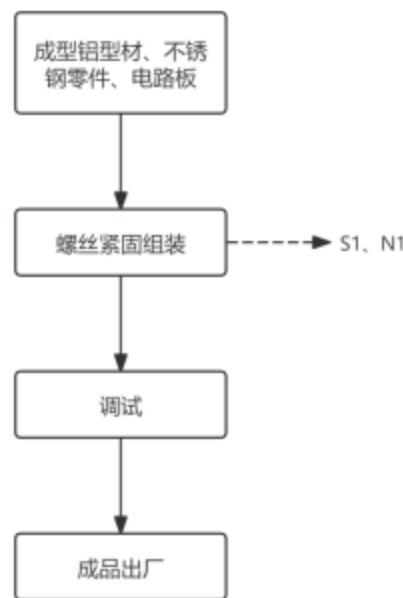 成型铝型材、不锈
钢零件、电路板
螺丝紧固组装
S1、N1
调试
成品出厂